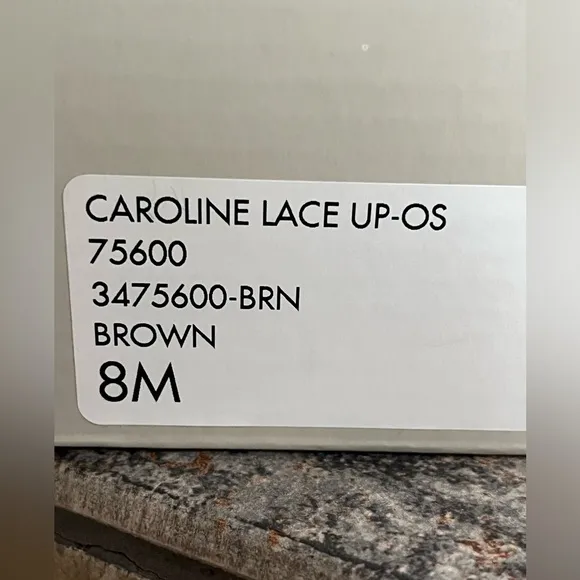 CAROLINE LACE UP-OS
75600
3475600-BRN
BROWN
8M